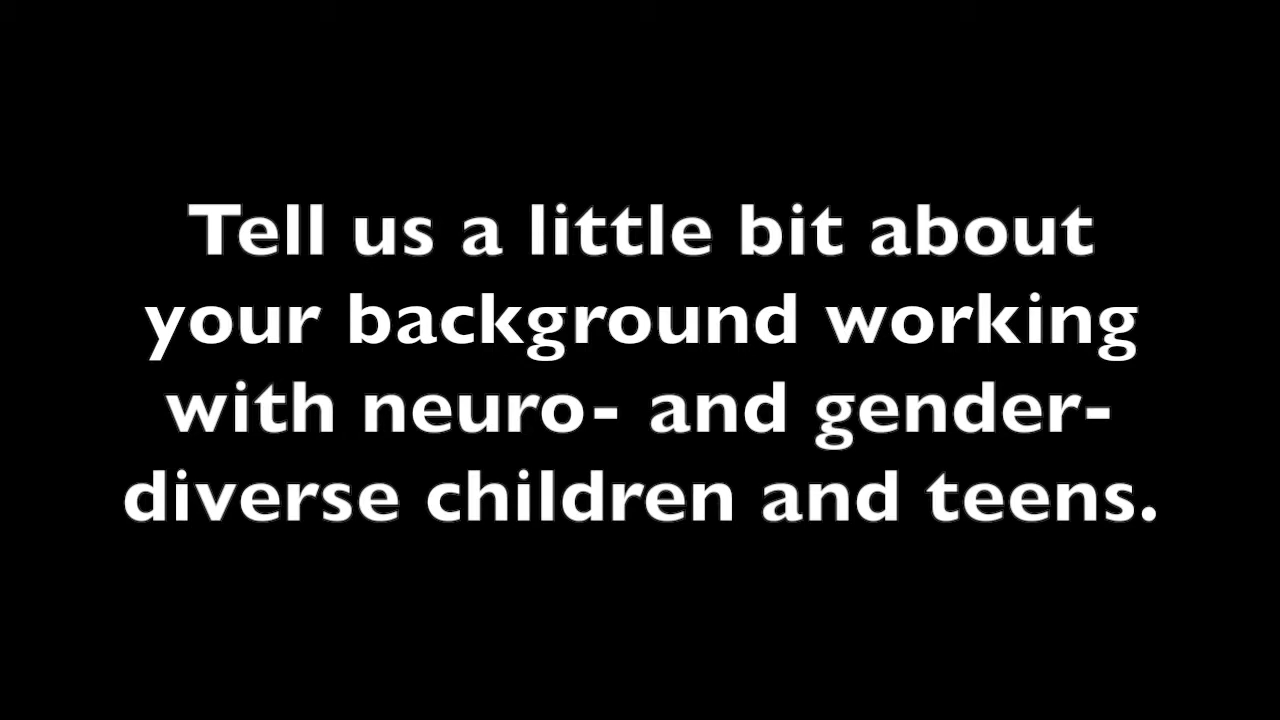 Tell us a little bit about
your background working
with neuro- and gender-
diverse children and teens.